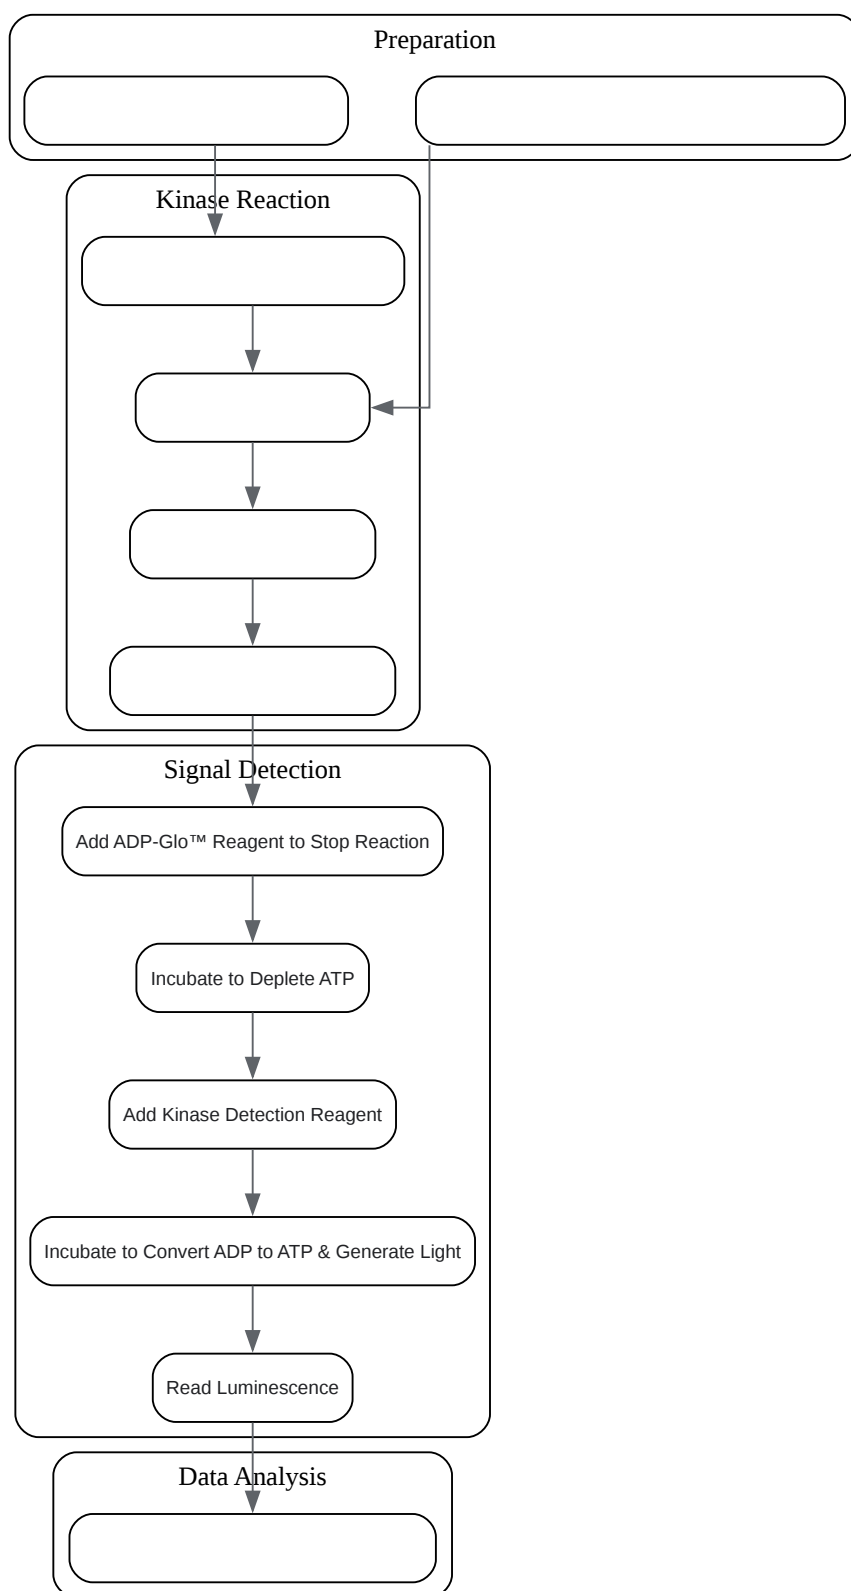 Preparation
Kinase Reaction
Signal Detection
Add ADP-Glo™ Reagent to Stop Reaction
Incubate to Deplete ATP
Add Kinase Detection Reagent
Incubate to Convert ADP to ATP & Generate Light
Read Luminescence
Data Analysis